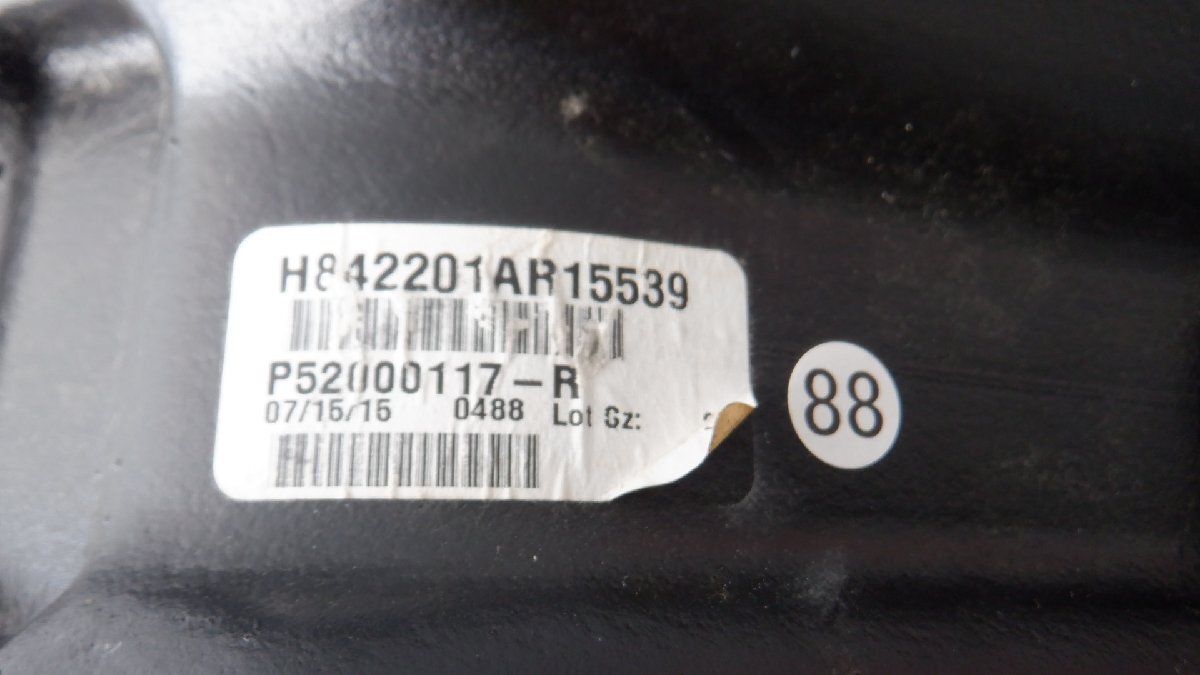 H842201AR15539
P52000117-R
07/15/15 0488 Lot Sz:
88